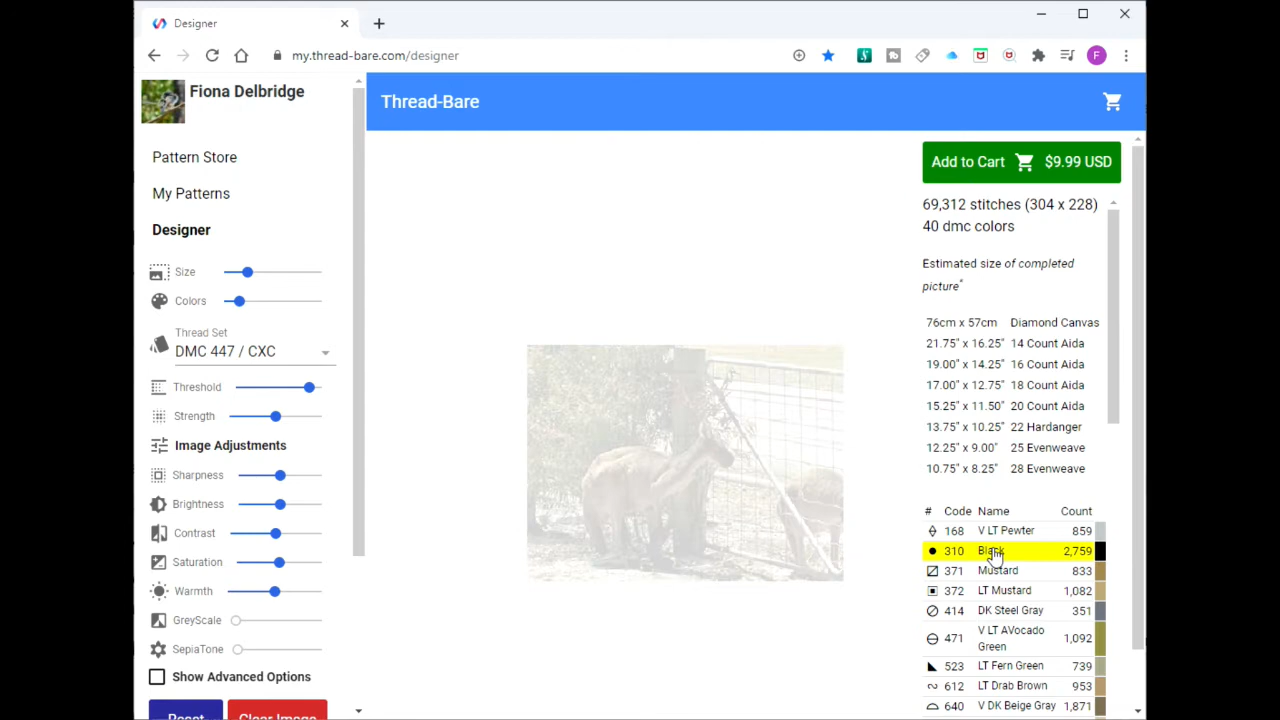 Designer
my.thread-bare.com/designer
F
Fiona Delbridge
Thread-Bare
Pattern Store
My Patterns
Designer
Size
Colors
Thread Set
DMC 447 / CXC
Threshold
Strength
Image Adjustments
Sharpness
Brightness
Contrast
Saturation
Warmth
GreyScale
SepiaTone
Show Advanced Options
Reset
Clear Image
Add to Cart $9.99 USD
69,312 stitches (304 x 228)
40 dmc colors
Estimated size of completed
picture*
76cm x 57cm Diamond Canvas
21.75" x 16.25" 14 Count Aida
19.00" x 14.25" 16 Count Aida
17.00" x 12.75" 18 Count Aida
15.25" x 11.50" 20 Count Aida
13.75" x 10.25" 22 Hardanger
12.25" x 9.00" 25 Evenweave
10.75" x 8.25" 28 Evenweave
# Code Name Count
168 V LT Pewter 859
310 Black 2,759
371 Mustard 833
372 LT Mustard 1,082
414 DK Steel Gray 351
471 V LT AVocado Green 1,092
523 LT Fern Green 739
612 LT Drab Brown 953
640 V DK Beige Gray 1,871